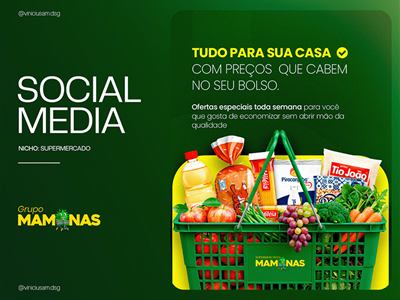 @viniciusam.dsg
SOCIAL
MEDIA
NICHO: SUPERMERCADO
Grupo
MAMONAS
TUDO PARA SUA CASA
COM PREÇOS QUE CABEM
NO SEU BOLSO.
Ofertas especiais toda semana para você
que gosta de economizar sem abrir mão da
qualidade
Tio João
MAMONAS
@viniciusam.dsg